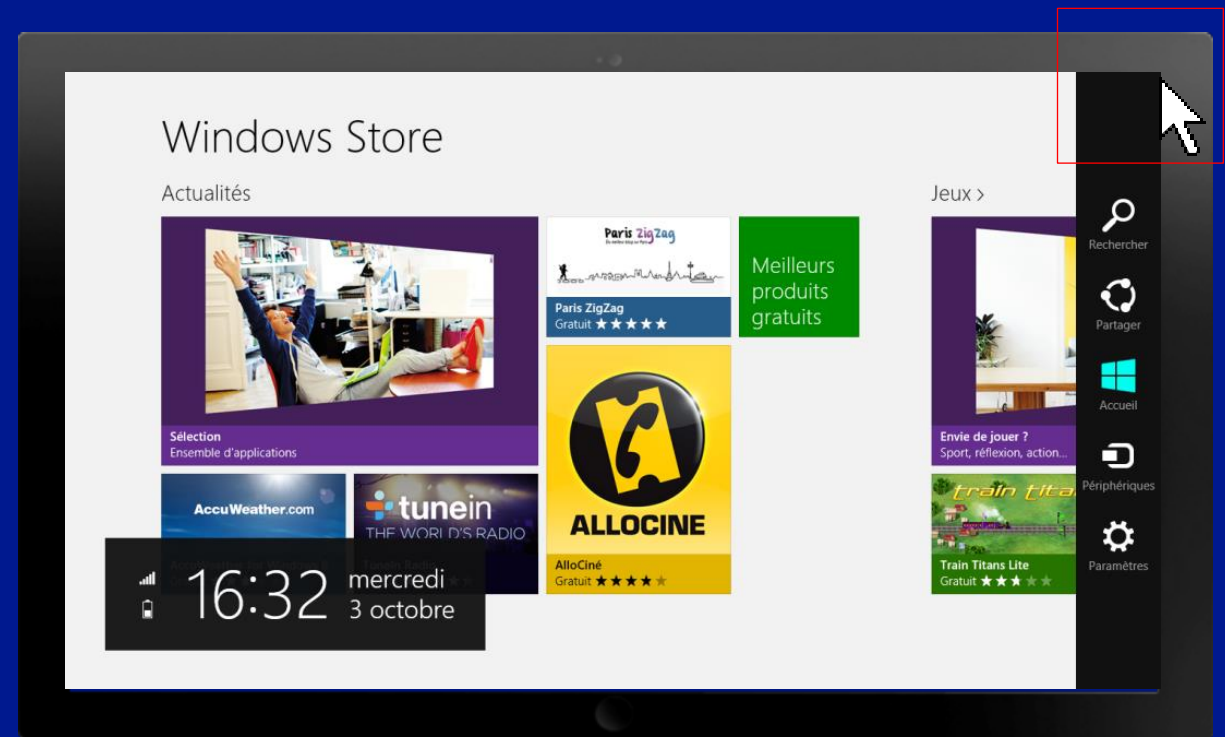 Windows Store
Actualités
Jeux >
Paris ZigZag
Meilleurs
produits
gratuits
Paris ZigZag
Gratuit
Sélection
Ensemble d'applications
Envie de jouer ?
Sport, réflexion, action...
AccuWeather.com
tunein
THE WORLD'S RADIO
ALLOCINE
AlloCiné
Gratuit
train tita
Train Titans Lite
Gratuit
16:32
mercredi
3 octobre
Rechercher
Partager
Accueil
Périphériques
Paramètres